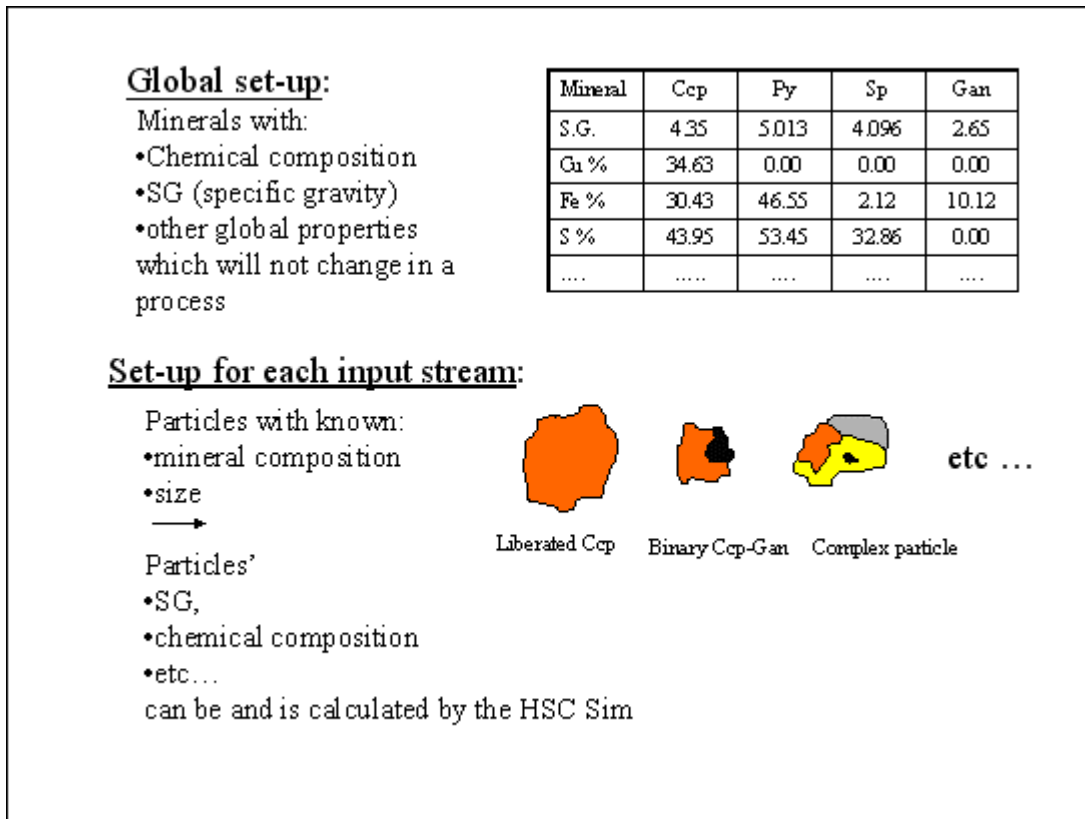 Global set-up:
Minerals with:
•Chemical composition
•SG (specific gravity)
•other global properties
which will not change in a
process
Mineral Ccp Py Sp Gan
S.G. 4.35 5.013 4.096 2.65
Cu % 34.63 0.00 0.00 0.00
Fe % 30.43 46.55 2.12 10.12
S % 43.95 53.45 32.86 0.00
.... ..... .... .... ....
Set-up for each input stream:
Particles with known:
•mineral composition
•size
Particles’
•SG,
•chemical composition
•etc…
can be and is calculated by the HSC Sim
Liberated Ccp Binary Ccp-Gan Complex particle
etc …